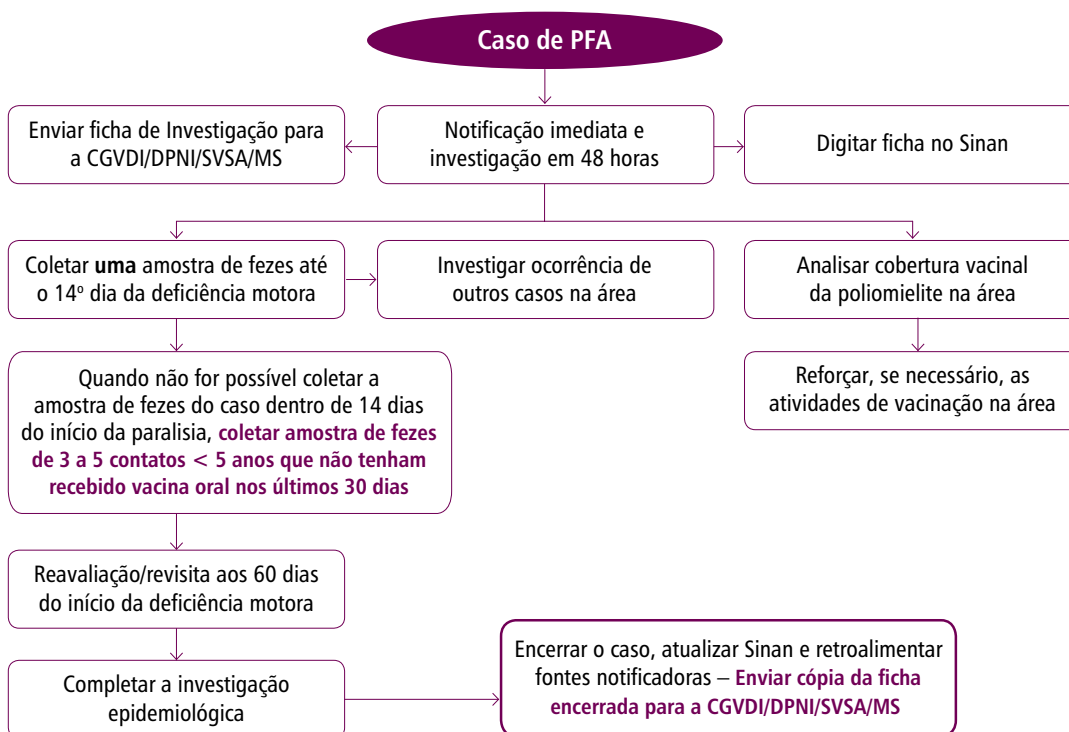 Caso de PFA
Enviar ficha de Investigação para
a CGVDI/DPNI/SVSA/MS
Notificação imediata e
investigação em 48 horas
Digitar ficha no Sinan
Coletar uma amostra de fezes até
o 14º dia da deficiência motora
Investigar ocorrência de
outros casos na área
Analisar cobertura vacinal
da poliomielite na área
Quando não for possível coletar a
amostra de fezes do caso dentro de 14 dias
do início da paralisia, coletar amostra de fezes
de 3 a 5 contatos < 5 anos que não tenham
recebido vacina oral nos últimos 30 dias
Reforçar, se necessário, as
atividades de vacinação na área
Reavaliação/revisita aos 60 dias
do início da deficiência motora
Completar a investigação
epidemiológica
Encerrar o caso, atualizar Sinan e retroalimentar
fontes notificadoras – Enviar cópia da ficha
encerrada para a CGVDI/DPNI/SVSA/MS